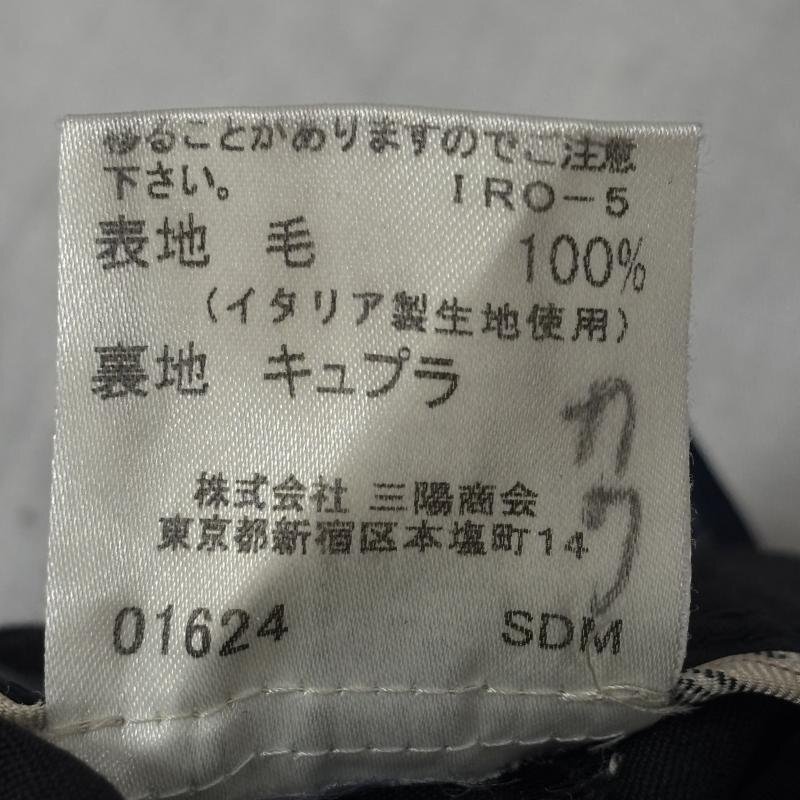 移ることがありますのでご注意
下さい。 IRO-5
表地 毛 100%
(イタリア製生地使用)
裏地 キュプラ
カワ
株式会社 三陽商会
東京都新宿区本塩町14
01624 SDM